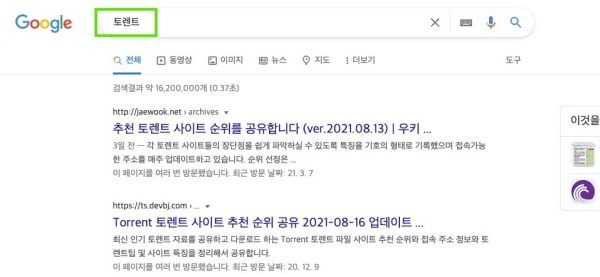 Google 토렌트
전체 동영상 이미지 뉴스 지도 더보기 도구
검색결과 약 16,200,000개 (0.37초)
http://jaewook.net › archives
추천 토렌트 사이트 순위를 공유합니다 (ver.2021.08.13) | 우키 ...
3일 전 — 각 토렌트 사이트들의 장단점을 쉽게 파악하실 수 있도록 특징을 기호의 형태로 기록했으며 접속가능
한 주소를 매주 업데이트하고 있습니다. 순위 선정은 ...
이 페이지를 여러 번 방문했습니다. 최근 방문 날짜: 21. 3. 7
이것을
https://ts.devbj.com › ...
Torrent 토렌트 사이트 추천 순위 공유 2021-08-16 업데이트 ...
최신 인기 토렌트 자료를 공유하고 다운로드 하는 Torrent 토렌트 파일 사이트 추천 순위와 접속 주소 정보와 토
렌트팁 및 사이트 특징을 정리해서 공유합니다.
이 페이지를 여러 번 방문했습니다. 최근 방문 날짜: 20. 12. 9